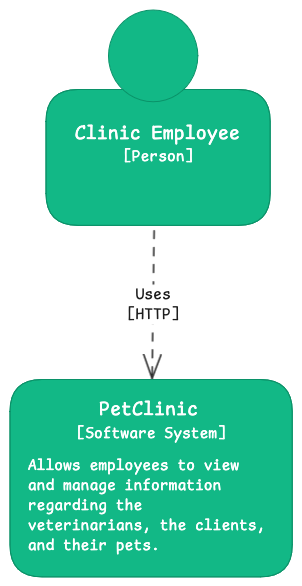 Clinic Employee
[Person]
Uses
[HTTP]
PetClinic
[Software System]
Allows employees to view
and manage information
regarding the
veterinarians, the clients,
and their pets.